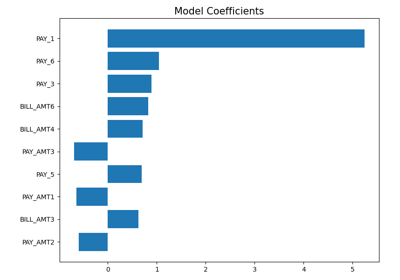 Model Coefficients
PAY_1
PAY_6
PAY_3
BILL_AMT6
BILL_AMT4
PAY_AMT3
PAY_5
PAY_AMT1
BILL_AMT3
PAY_AMT2
0 1 2 3 4 5